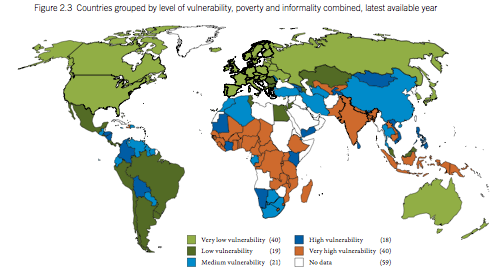 Figure 2.3 Countries grouped by level of vulnerability, poverty and informality combined, latest available year
Very low vulnerability (40)
Low vulnerability (19)
Medium vulnerability (21)
High vulnerability (18)
Very high vulnerability (60)
No data (59)